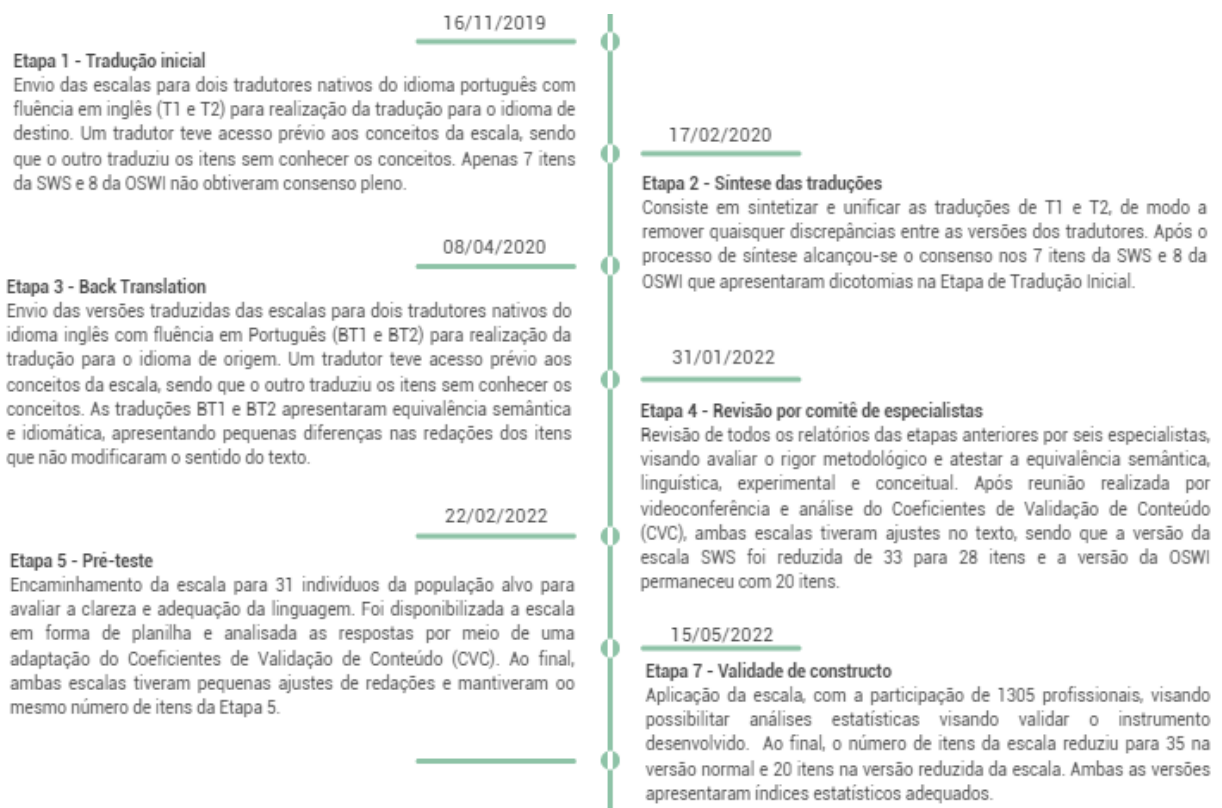 16/11/2019
Etapa 1 - Tradução inicial
Envio das escalas para dois tradutores nativos do idioma português com
fluência em inglês (T1 e T2) para realização da tradução para o idioma de
destino. Um tradutor teve acesso prévio aos conceitos da escala, sendo
que o outro traduziu os itens sem conhecer os conceitos. Apenas 7 itens
da SWS e 8 da OSWI não obtiveram consenso pleno.
17/02/2020
Etapa 2 - Síntese das traduções
Consiste em sintetizar e unificar as traduções de T1 e T2, de modo a
remover quaisquer discrepâncias entre as versões dos tradutores. Após o
processo de síntese alcançou-se o consenso nos 7 itens da SWS e 8 da
OSWI que apresentaram dicotomias na Etapa de Tradução Inicial.
08/04/2020
Etapa 3 - Back Translation
Envio das versões traduzidas das escalas para dois tradutores nativos do
idioma inglês com fluência em Português (BT1 e BT2) para realização da
tradução para o idioma de origem. Um tradutor teve acesso prévio aos
conceitos da escala, sendo que o outro traduziu os itens sem conhecer os
conceitos. As traduções BT1 e BT2 apresentaram equivalência semântica
e idiomática, apresentando pequenas diferenças nas redações dos itens
que não modificaram o sentido do texto.
31/01/2022
Etapa 4 - Revisão por comitê de especialistas
Revisão de todos os relatórios das etapas anteriores por seis especialistas,
visando avaliar o rigor metodológico e atestar a equivalência semântica,
linguística, experimental e conceitual. Após reunião realizada por
videoconferência e análise do Coeficientes de Validação de Conteúdo
(CVC), ambas escalas tiveram ajustes no texto, sendo que a versão da
escala SWS foi reduzida de 33 para 28 itens e a versão da OSWI
permaneceu com 20 itens.
22/02/2022
Etapa 5 - Pré-teste
Encaminhamento da escala para 31 indivíduos da população alvo para
avaliar a clareza e adequação da linguagem. Foi disponibilizada a escala
em forma de planilha e analisada as respostas por meio de uma
adaptação do Coeficientes de Validação de Conteúdo (CVC). Ao final,
ambas escalas tiveram pequenas ajustes de redações e mantiveram oo
mesmo número de itens da Etapa 5.
15/05/2022
Etapa 7 - Validade de constructo
Aplicação da escala, com a participação de 1305 profissionais, visando
possibilitar análises estatísticas visando validar o instrumento
desenvolvido. Ao final, o número de itens da escala reduziu para 35 na
versão normal e 20 itens na versão reduzida da escala. Ambas as versões
apresentaram índices estatísticos adequados.